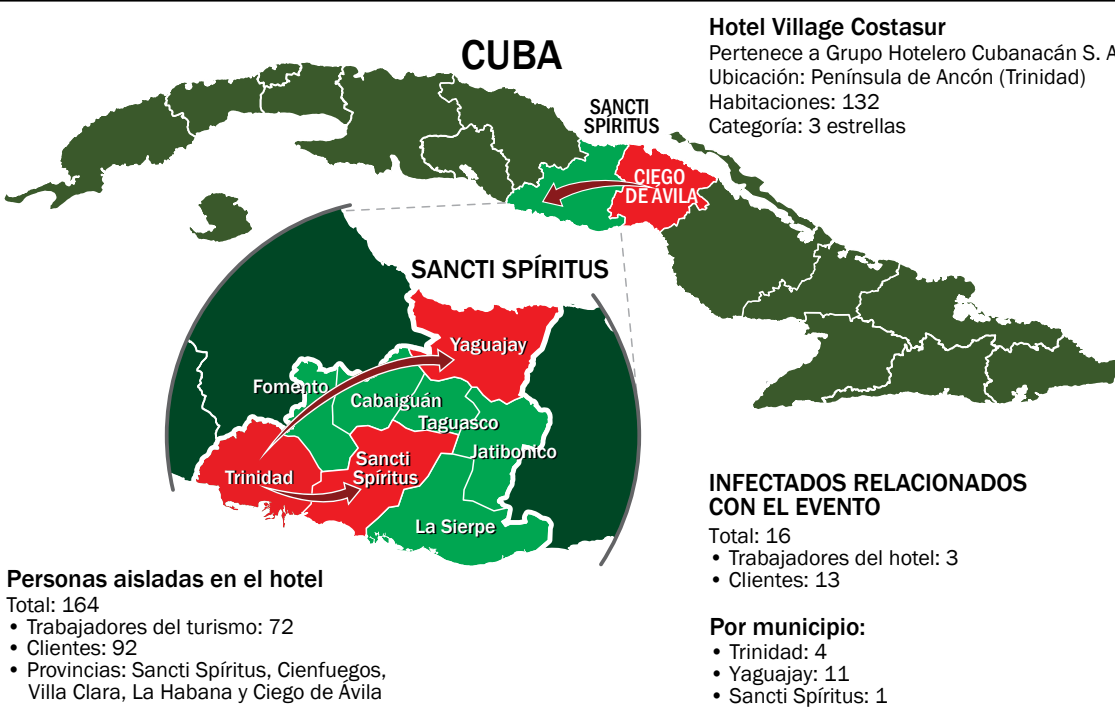 CUBA
Hotel Village Costasur
Pertenece a Grupo Hotelero Cubanacán S. A
Ubicación: Península de Ancón (Trinidad)
Habitaciones: 132
Categoría: 3 estrellas
SANCTI
SPÍRITUS
CIEGO
DE ÁVILA
SANCTI SPÍRITUS
Yaguajay
Fomento
Cabaiguán
Taguasco
Jatibonico
Sancti
Spíritus
Trinidad
La Sierpe
Personas aisladas en el hotel
Total: 164
• Trabajadores del turismo: 72
• Clientes: 92
• Provincias: Sancti Spíritus, Cienfuegos,
Villa Clara, La Habana y Ciego de Ávila
INFECTADOS RELACIONADOS
CON EL EVENTO
Total: 16
• Trabajadores del hotel: 3
• Clientes: 13
Por municipio:
• Trinidad: 4
• Yaguajay: 11
• Sancti Spíritus: 1